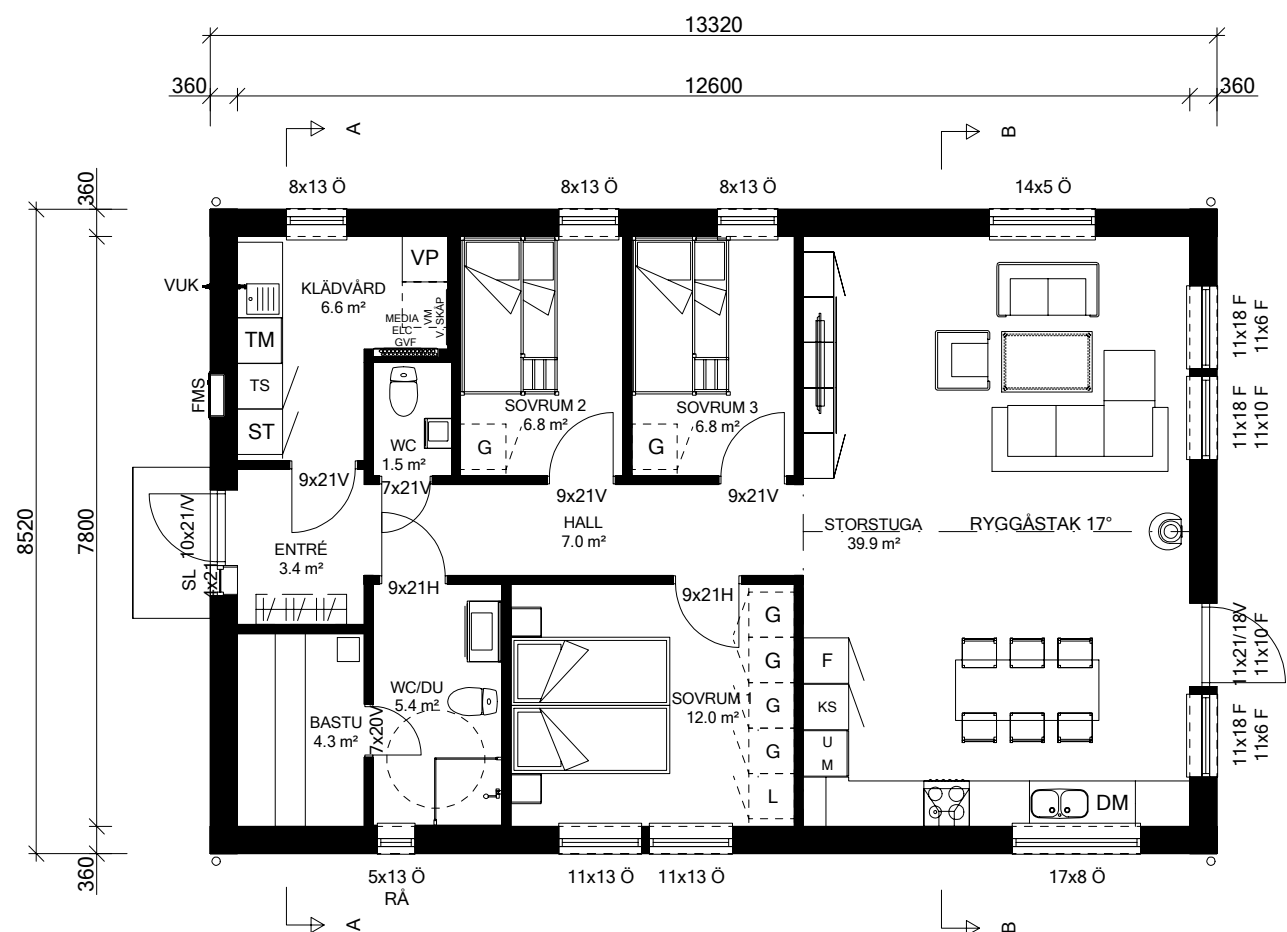 13320
360
12600
360
A
B
8520
360
7800
360
8x13 Ö
8x13 Ö
8x13 Ö
14x5 Ö
VUK
KLÄDVÅRD
6.6 m²
VP
VM
V. SKÅP
MEDIA
ELC
GVF
TM
TS
ST
FMS
WC
1.5 m²
SOVRUM 2
6.8 m²
G
SOVRUM 3
6.8 m²
G
11x18 F
11x6 F
11x18 F
11x10 F
9x21V
7x21V
9x21V
9x21V
10x21/V
SL 4x21
ENTRÉ
3.4 m²
HALL
7.0 m²
STORSTUGA
39.9 m²
RYGGÅSTAK 17°
9x21H
9x21H
BASTU
4.3 m²
7x20V
WC/DU
5.4 m²
SOVRUM 1
12.0 m²
G
G
G
G
L
F
KS
U
M
DM
11x21/18V
11x10 F
11x18 F
11x6 F
5x13 Ö
RÅ
11x13 Ö
11x13 Ö
17x8 Ö
A
B